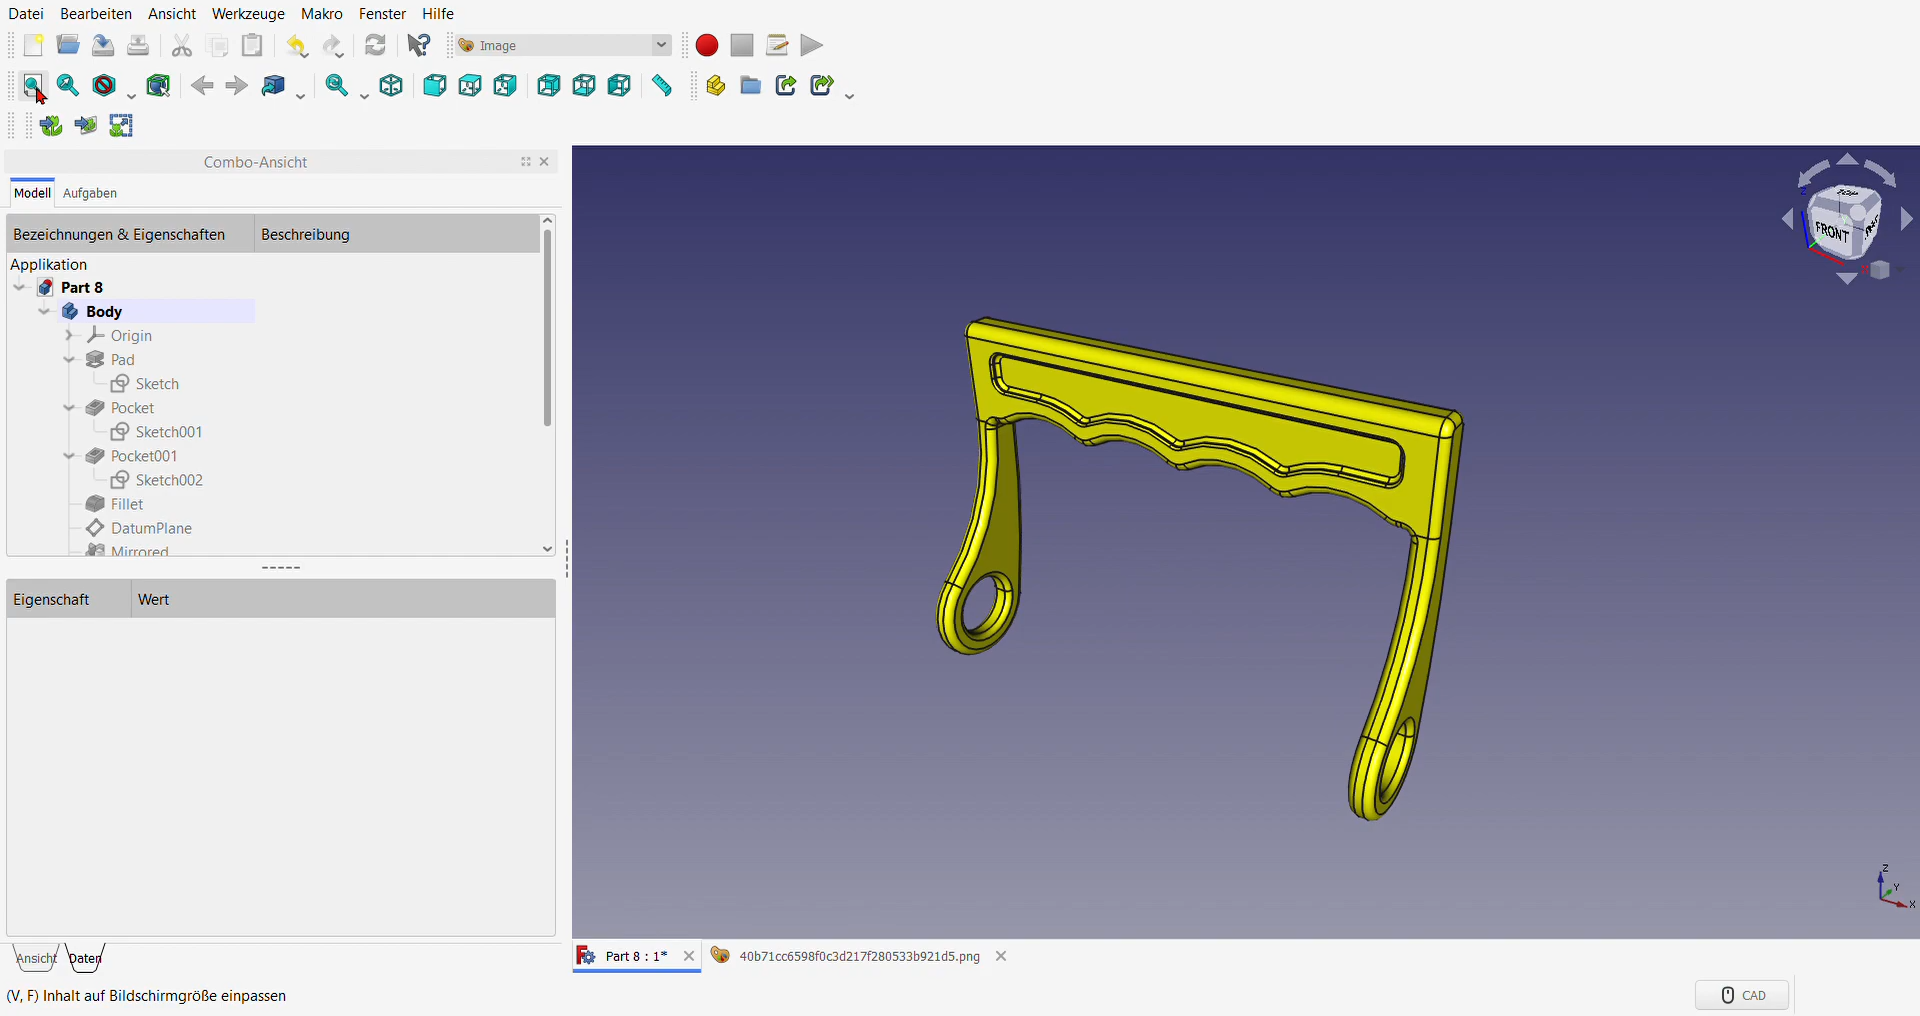 Datei Bearbeiten Ansicht Werkzeuge Makro Fenster Hilfe
Image
Combo-Ansicht
Modell Aufgaben
Bezeichnungen & Eigenschaften Beschreibung
Applikation
Part 8
Body
Origin
Pad
Sketch
Pocket
Sketch001
Pocket001
Sketch002
Fillet
DatumPlane
Mirrored
Eigenschaft Wert
Ansicht Daten
TOP
FRONT
Z
Z
Y
X
Part 8 : 1*
40b71cc6598f0c3d217f280533b921d5.png
(V, F) Inhalt auf Bildschirmgröße einpassen
CAD